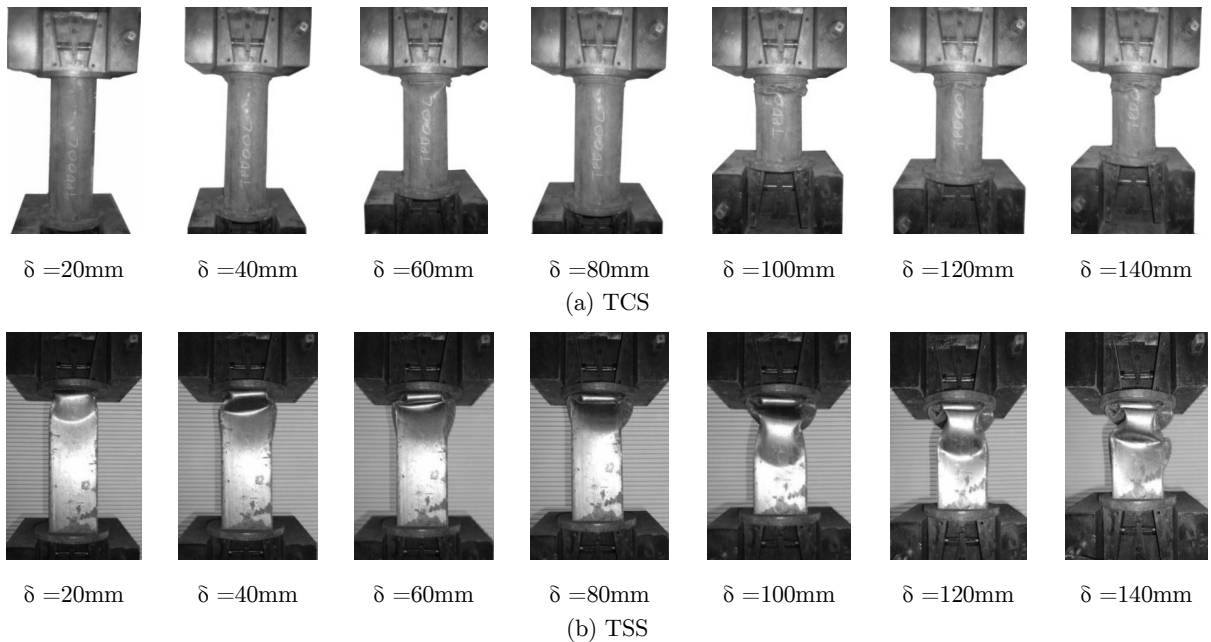 δ =20mm δ =40mm δ =60mm δ =80mm δ =100mm δ =120mm δ =140mm
(a) TCS
δ =20mm δ =40mm δ =60mm δ =80mm δ =100mm δ =120mm δ =140mm
(b) TSS